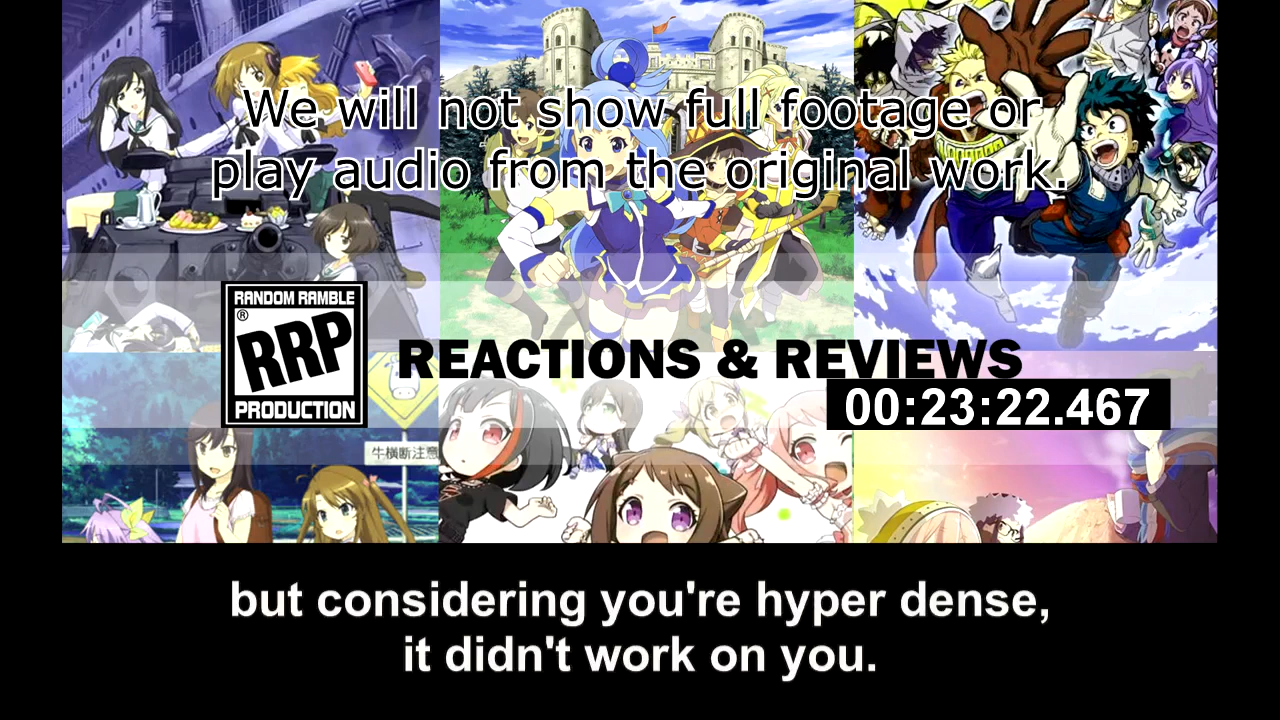 We will not show full footage or
play audio from the original work.
RANDOM RAMBLE
®
RRP
PRODUCTION
REACTIONS & REVIEWS
00:23:22.467
牛横断注意
but considering you're hyper dense,
it didn't work on you.